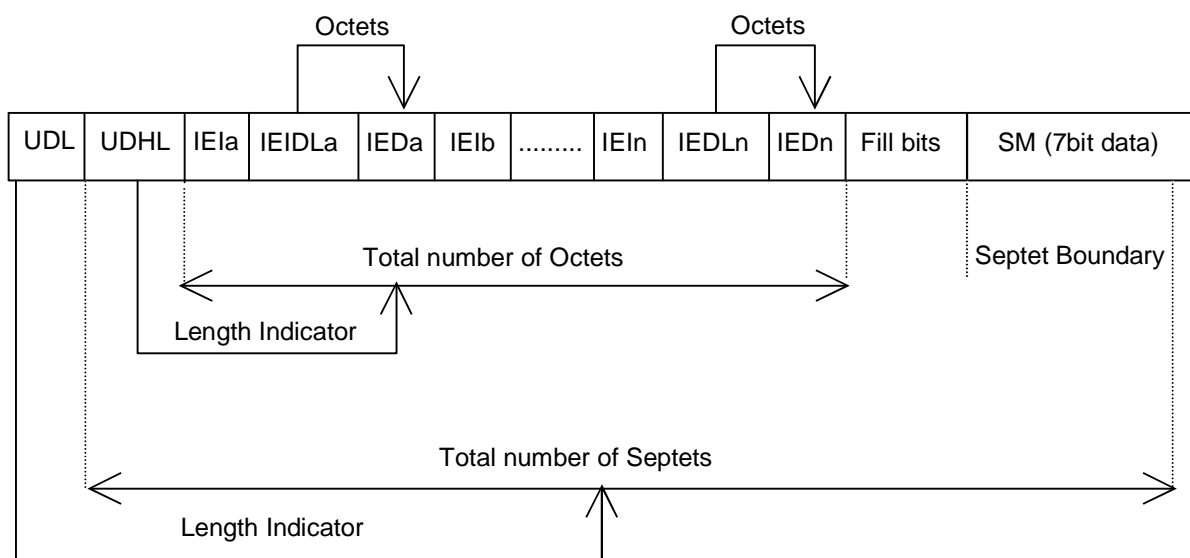 Octets Octets
UDL UDHL IEIa IEIDLa IEDa IEIb ......... IEIn IEDLn IEDn Fill bits SM (7bit data)
Total number of Octets Septet Boundary
Length Indicator
Total number of Septets
Length Indicator